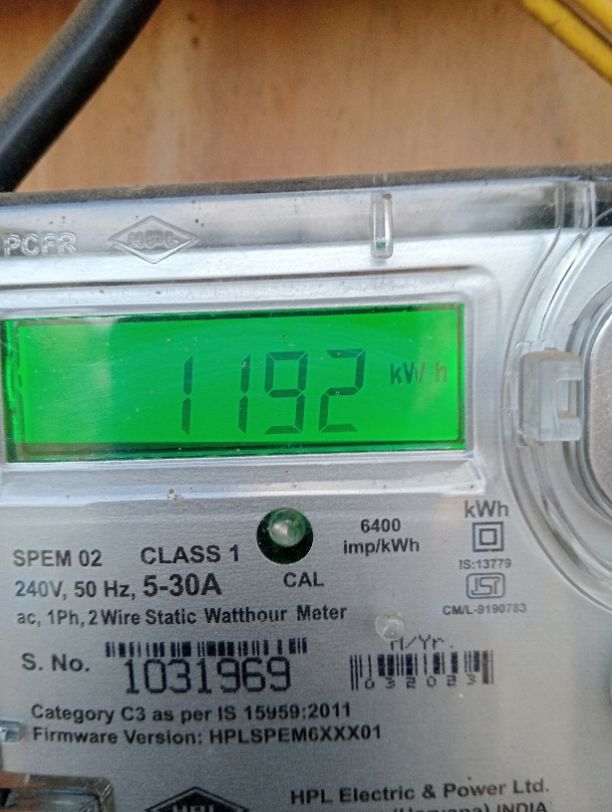 PCFR HPL
1192 kWh
6400
imp/kWh
kWh
IS:13779
CM/L-9190783
SPEM 02 CLASS 1
CAL
240V, 50 Hz, 5-30A
ac, 1Ph, 2 Wire Static Watthour Meter
S. No. 1031969
M/Yr.
032023
Category C3 as per IS 15959:2011
Firmware Version: HPLSPEM6XXX01
HPL Electric & Power Ltd.
(Haryana) INDIA